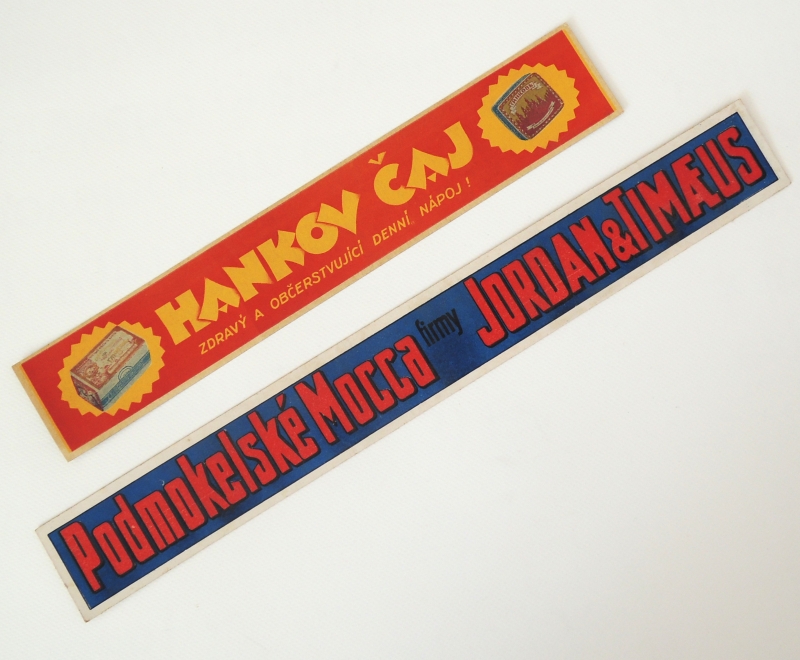 HANKOV ČAJ
ZDRAVÝ A OBČERSTVUJÍCÍ DENNÍ NÁPOJ !
Podmokelské Mocca firmy JORDAN & TIMÆUS